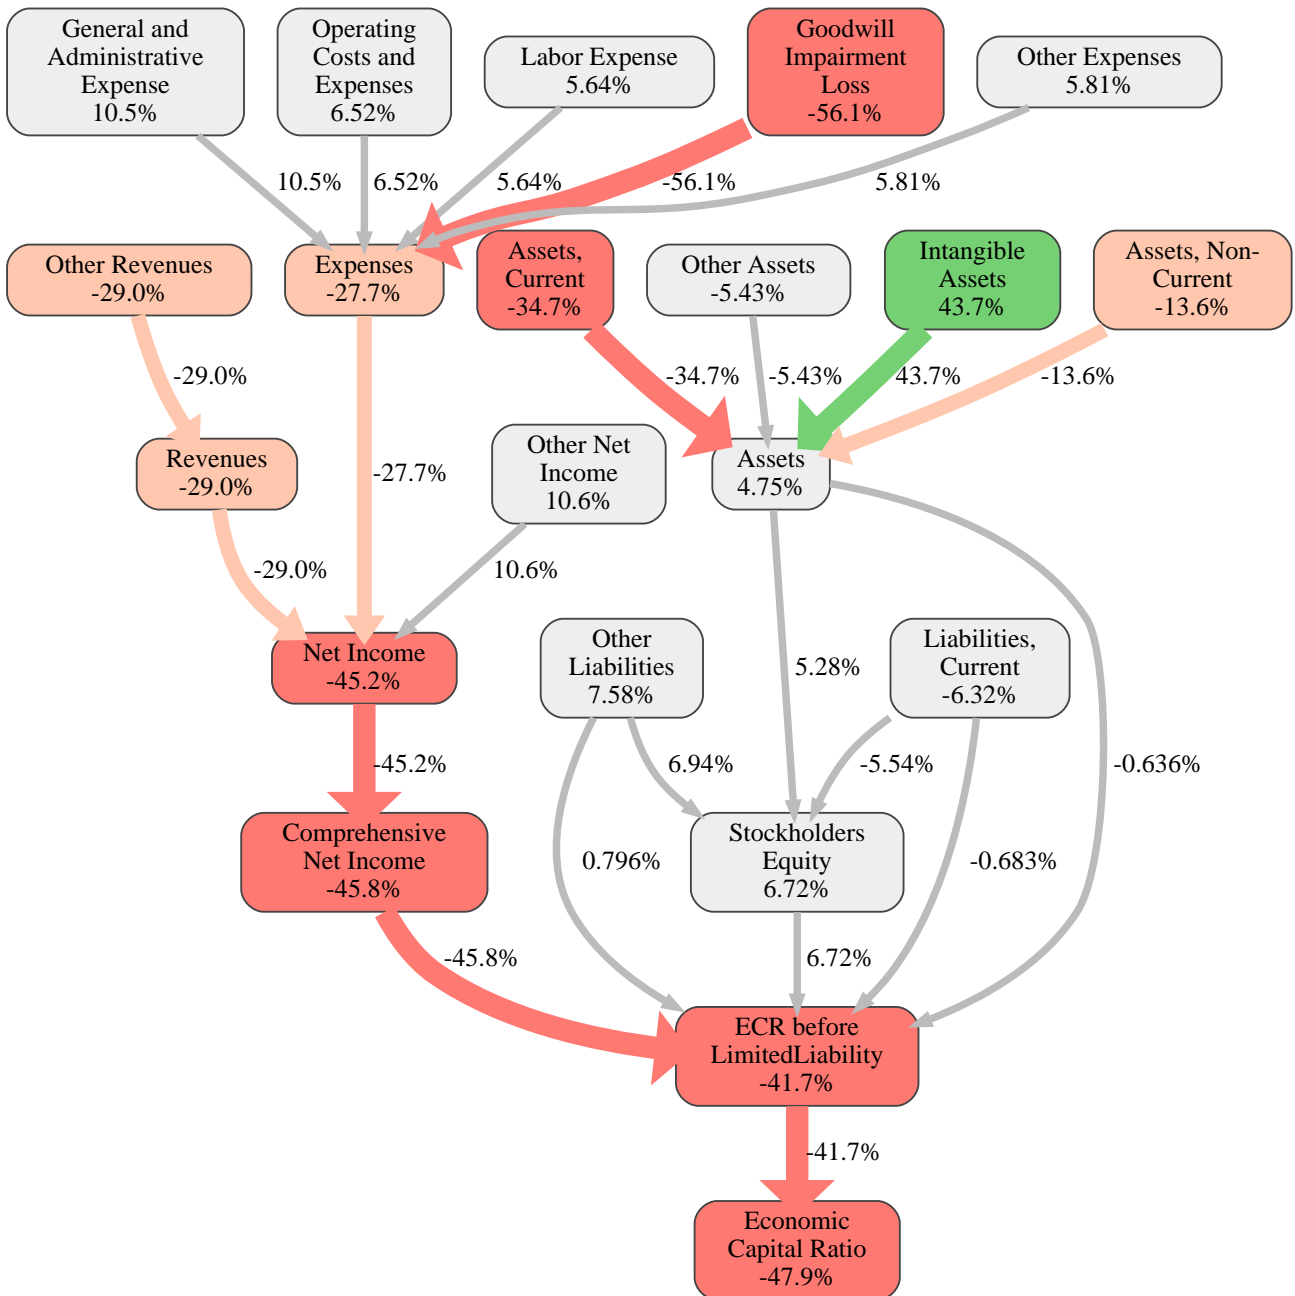 General and
Administrative
Expense
10.5%
Operating
Costs and
Expenses
6.52%
Labor Expense
5.64%
Goodwill
Impairment
Loss
-56.1%
Other Expenses
5.81%
10.5%
6.52%
5.64%
-56.1%
5.81%
Other Revenues
-29.0%
Expenses
-27.7%
Assets,
Current
-34.7%
Other Assets
-5.43%
Intangible
Assets
43.7%
Assets, Non-
Current
-13.6%
-29.0%
-34.7%
-5.43%
43.7%
-13.6%
Revenues
-29.0%
-27.7%
Other Net
Income
10.6%
Assets
4.75%
-29.0%
10.6%
Net Income
-45.2%
Other
Liabilities
7.58%
5.28%
Liabilities,
Current
-6.32%
-45.2%
6.94%
-5.54%
-0.636%
Comprehensive
Net Income
-45.8%
0.796%
Stockholders
Equity
6.72%
-0.683%
-45.8%
6.72%
ECR before
LimitedLiability
-41.7%
-41.7%
Economic
Capital Ratio
-47.9%